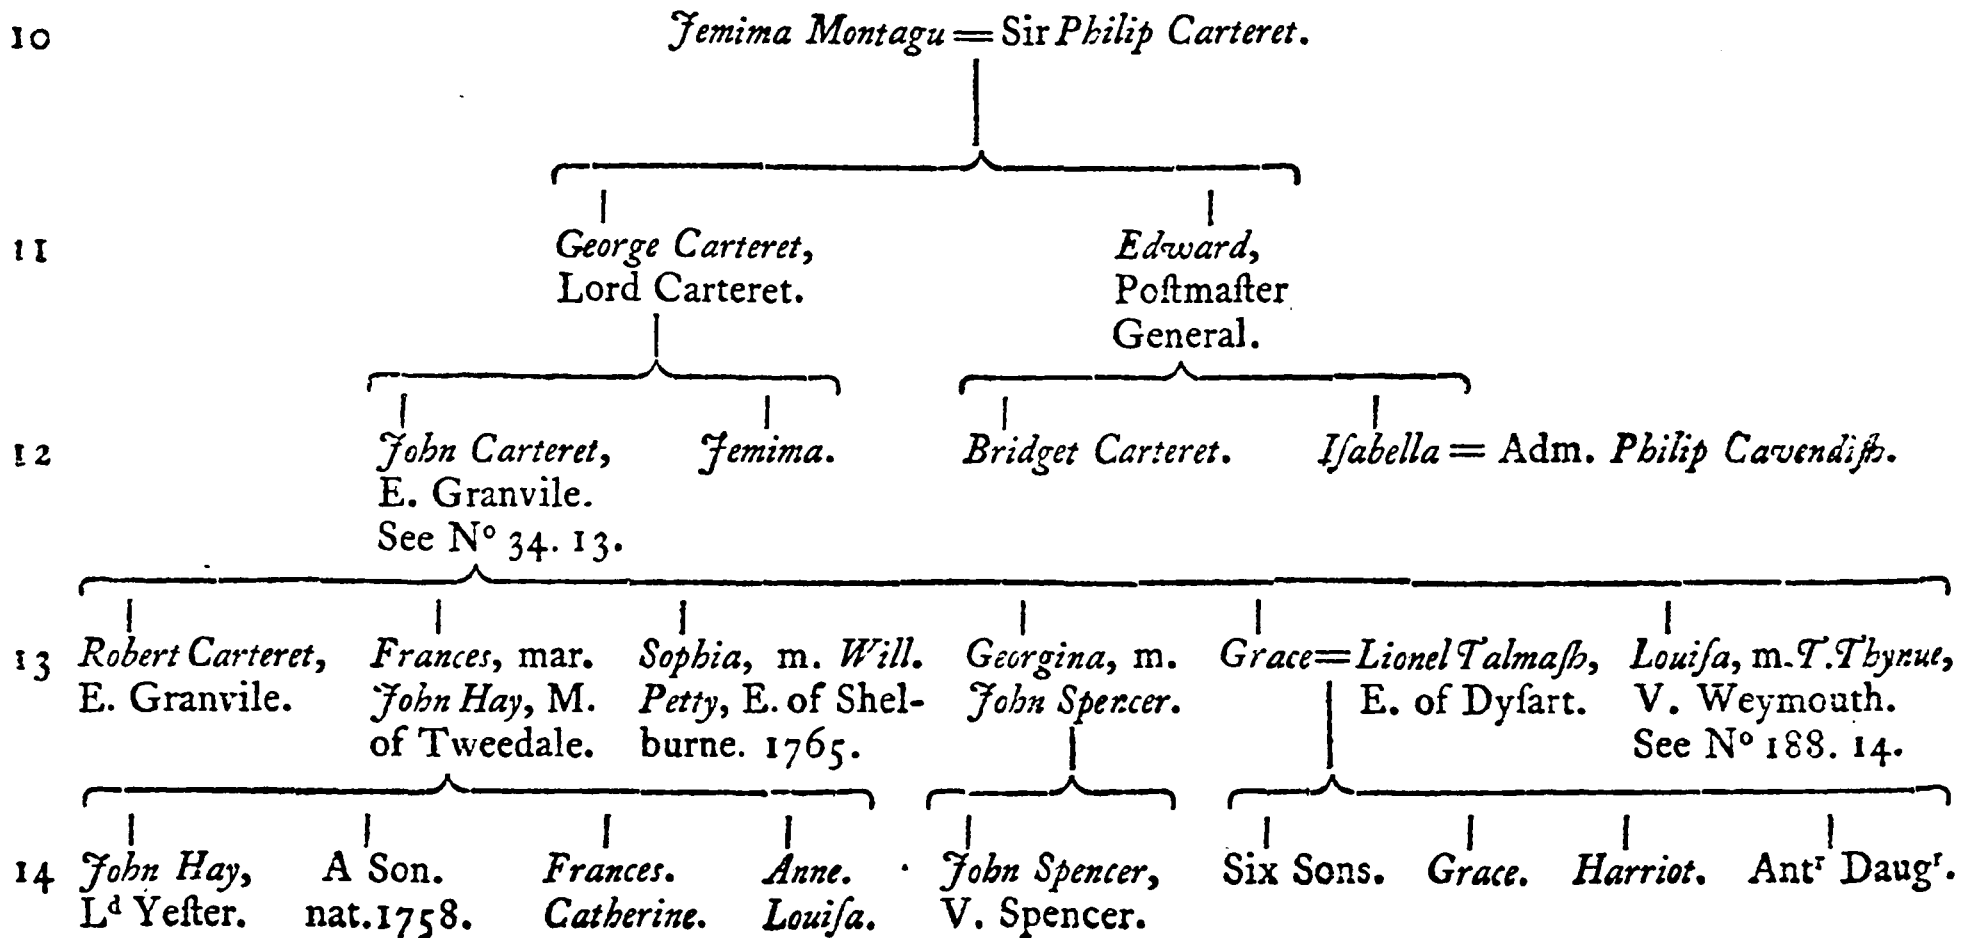 10 Jemima Montagu = Sir Philip Carteret.
11 George Carteret, Edward,
Lord Carteret. Poſtmaſter
General.
12 John Carteret, Jemima. Bridget Carteret. Iſabella = Adm. Philip Cavendiſh.
E. Granvile.
See Nº 34. 13.
13 Robert Carteret, Frances, mar. Sophia, m. Will. Georgina, m. Grace = Lionel Talmaſh, Louiſa, m. T. Thynue,
E. Granvile. John Hay, M. Petty, E. of Shel- John Spencer. E. of Dyſart. V. Weymouth.
of Tweedale. burne. 1765. See Nº 188. 14.
14 John Hay, A Son. Frances. Anne. John Spencer, Six Sons. Grace. Harriot. Antʳ Daugʳ.
Lᵈ Yeſter. nat. 1758. Catherine. Louiſa. V. Spencer.